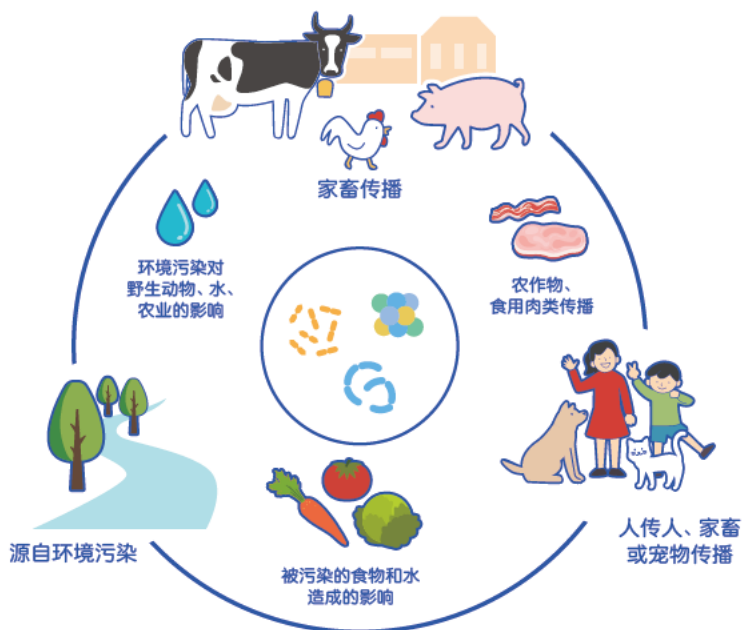 家畜传播
环境污染对
野生动物、水、
农业的影响
农作物、
食用肉类传播
源自环境污染
人传人、家畜
或宠物传播
被污染的食物和水
造成的影响